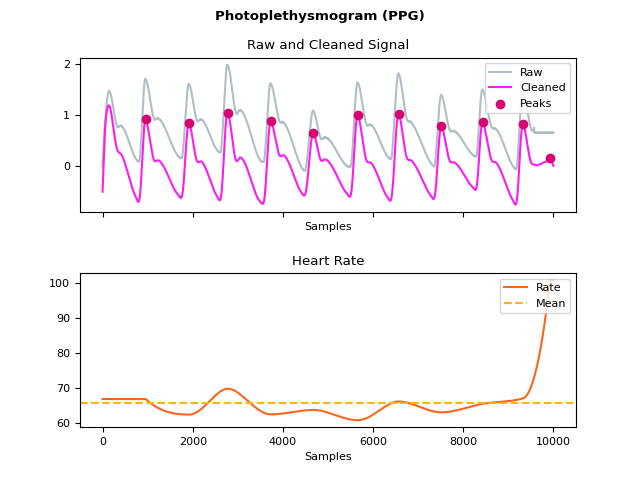 Photoplethysmogram (PPG)
Raw and Cleaned Signal
2
1
0
Raw
Cleaned
Peaks
Samples
Heart Rate
100
90
80
70
60
Rate
Mean
0 2000 4000 6000 8000 10000
Samples